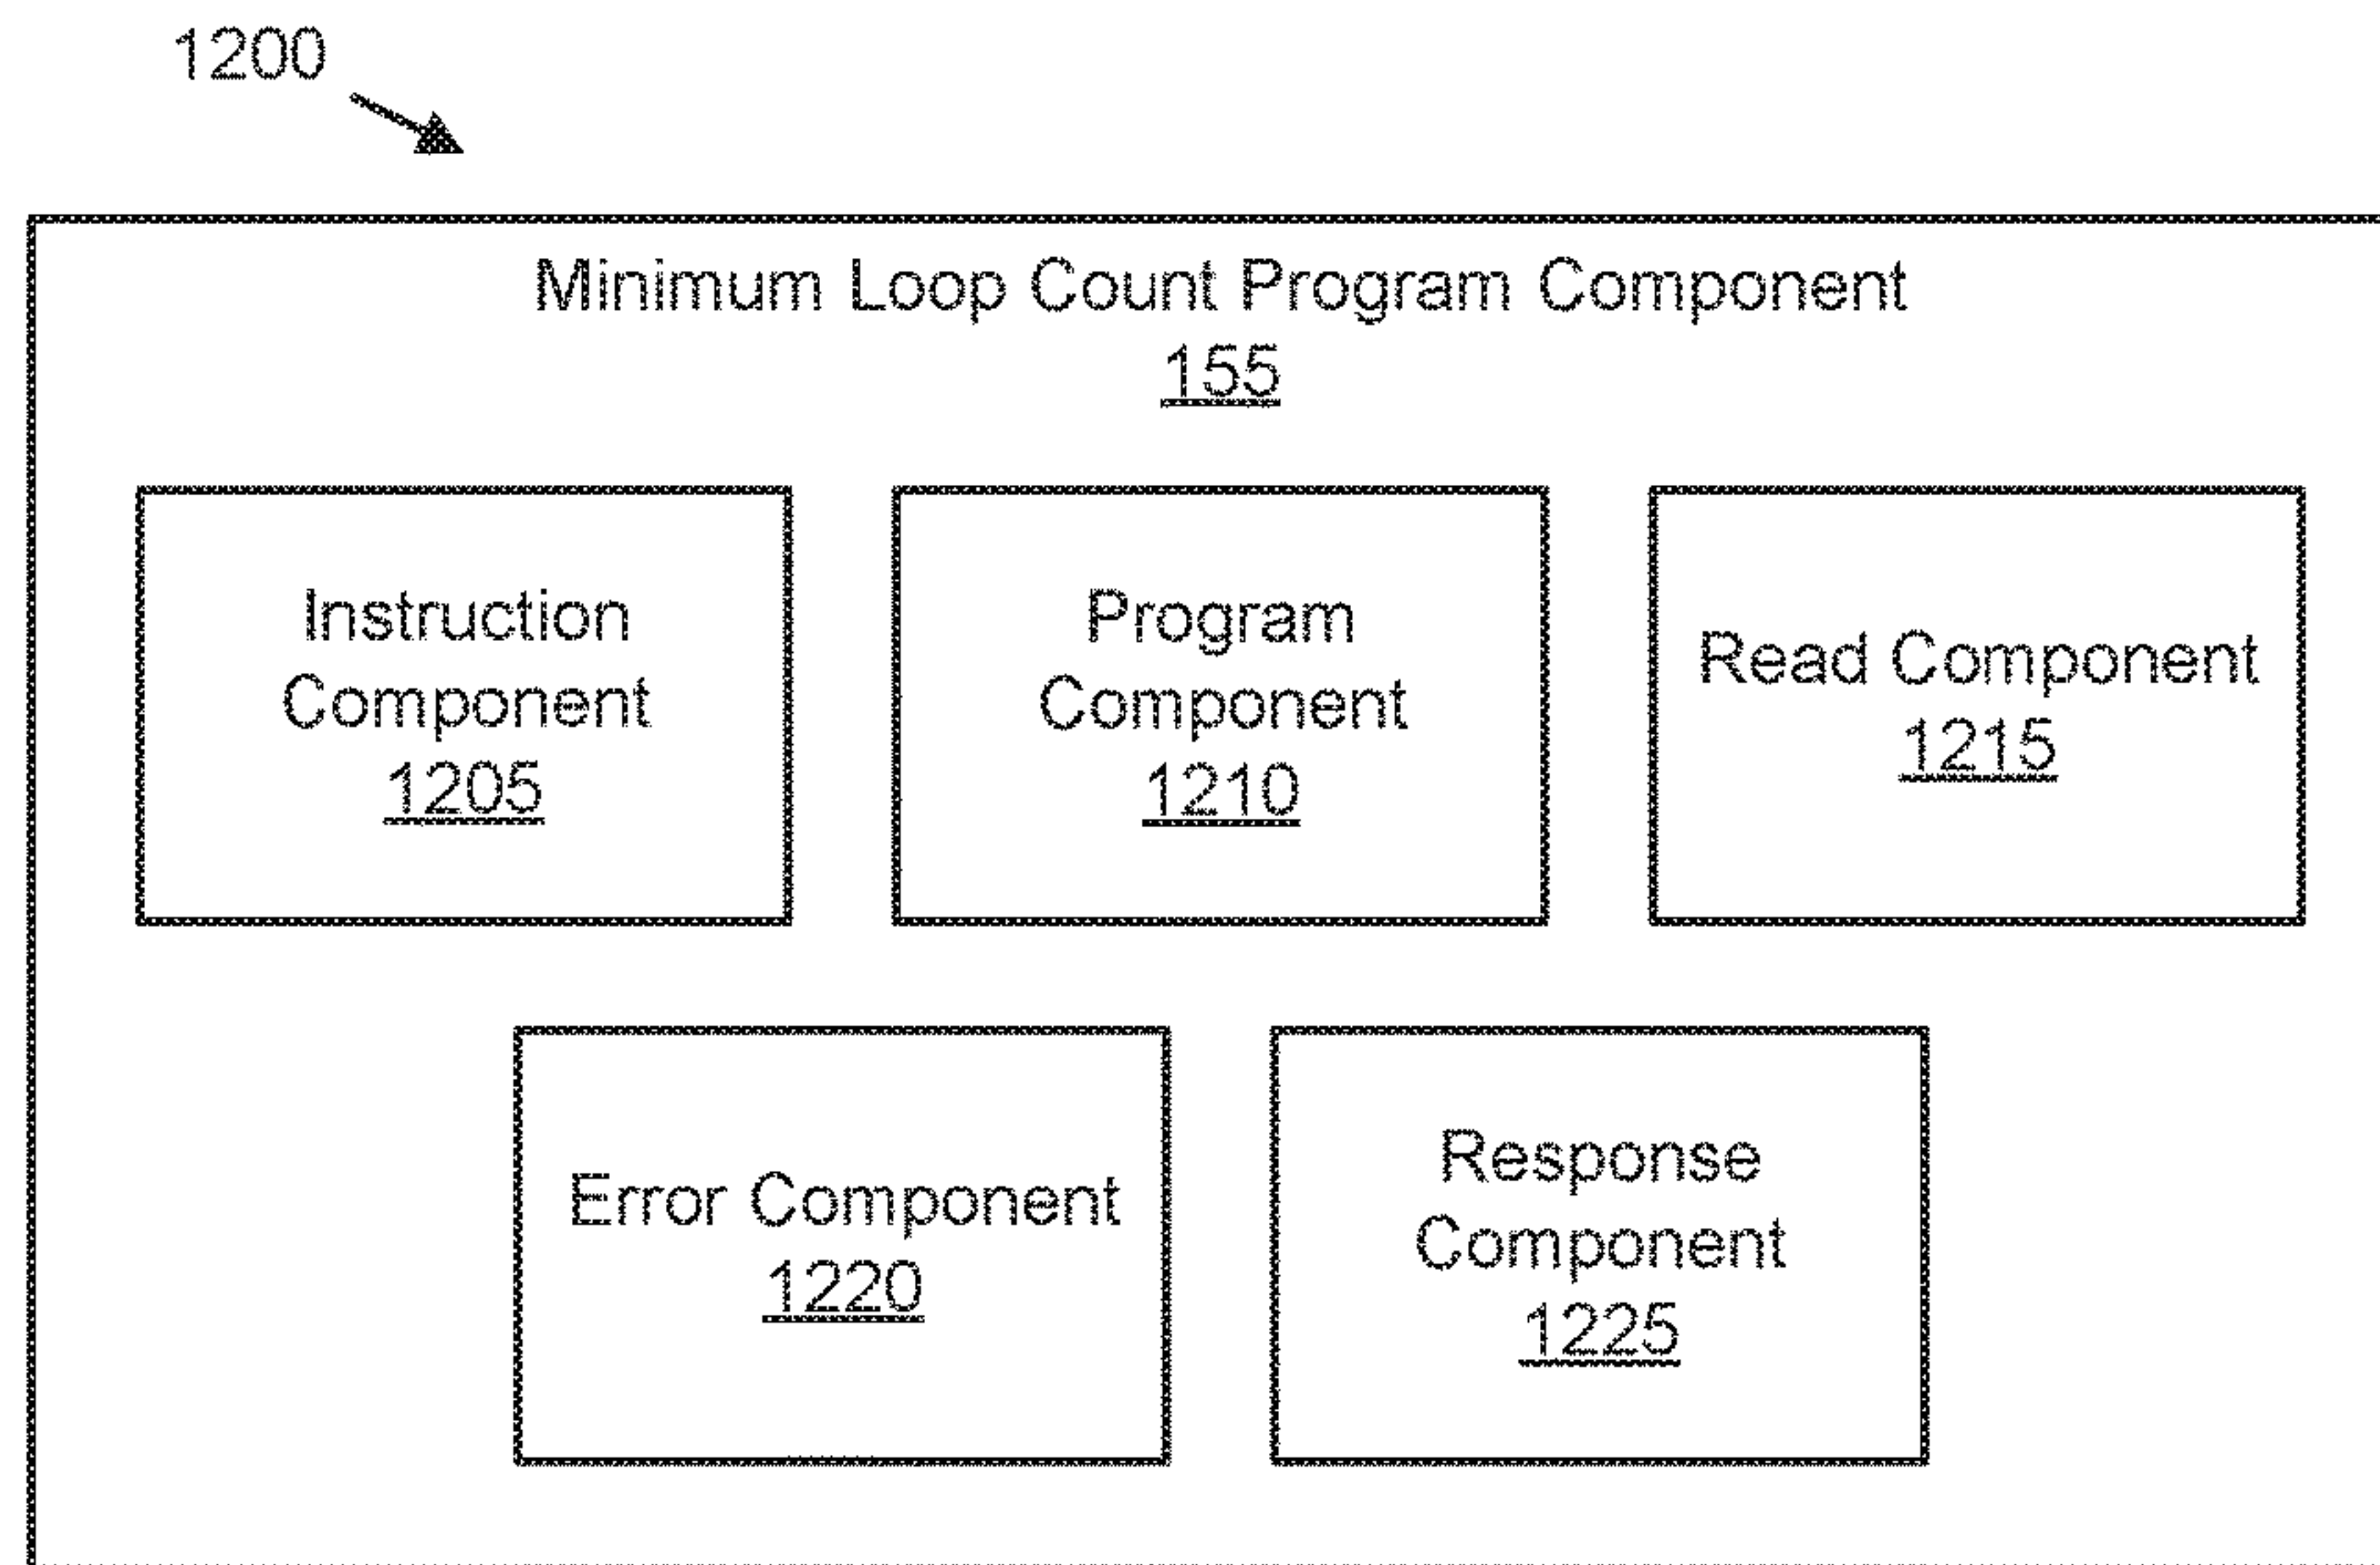 1200
Minimum Loop Count Program Component
155
Instruction
Component
1205
Program
Component
1210
Read Component
1215
Error Component
1220
Response
Component
1225